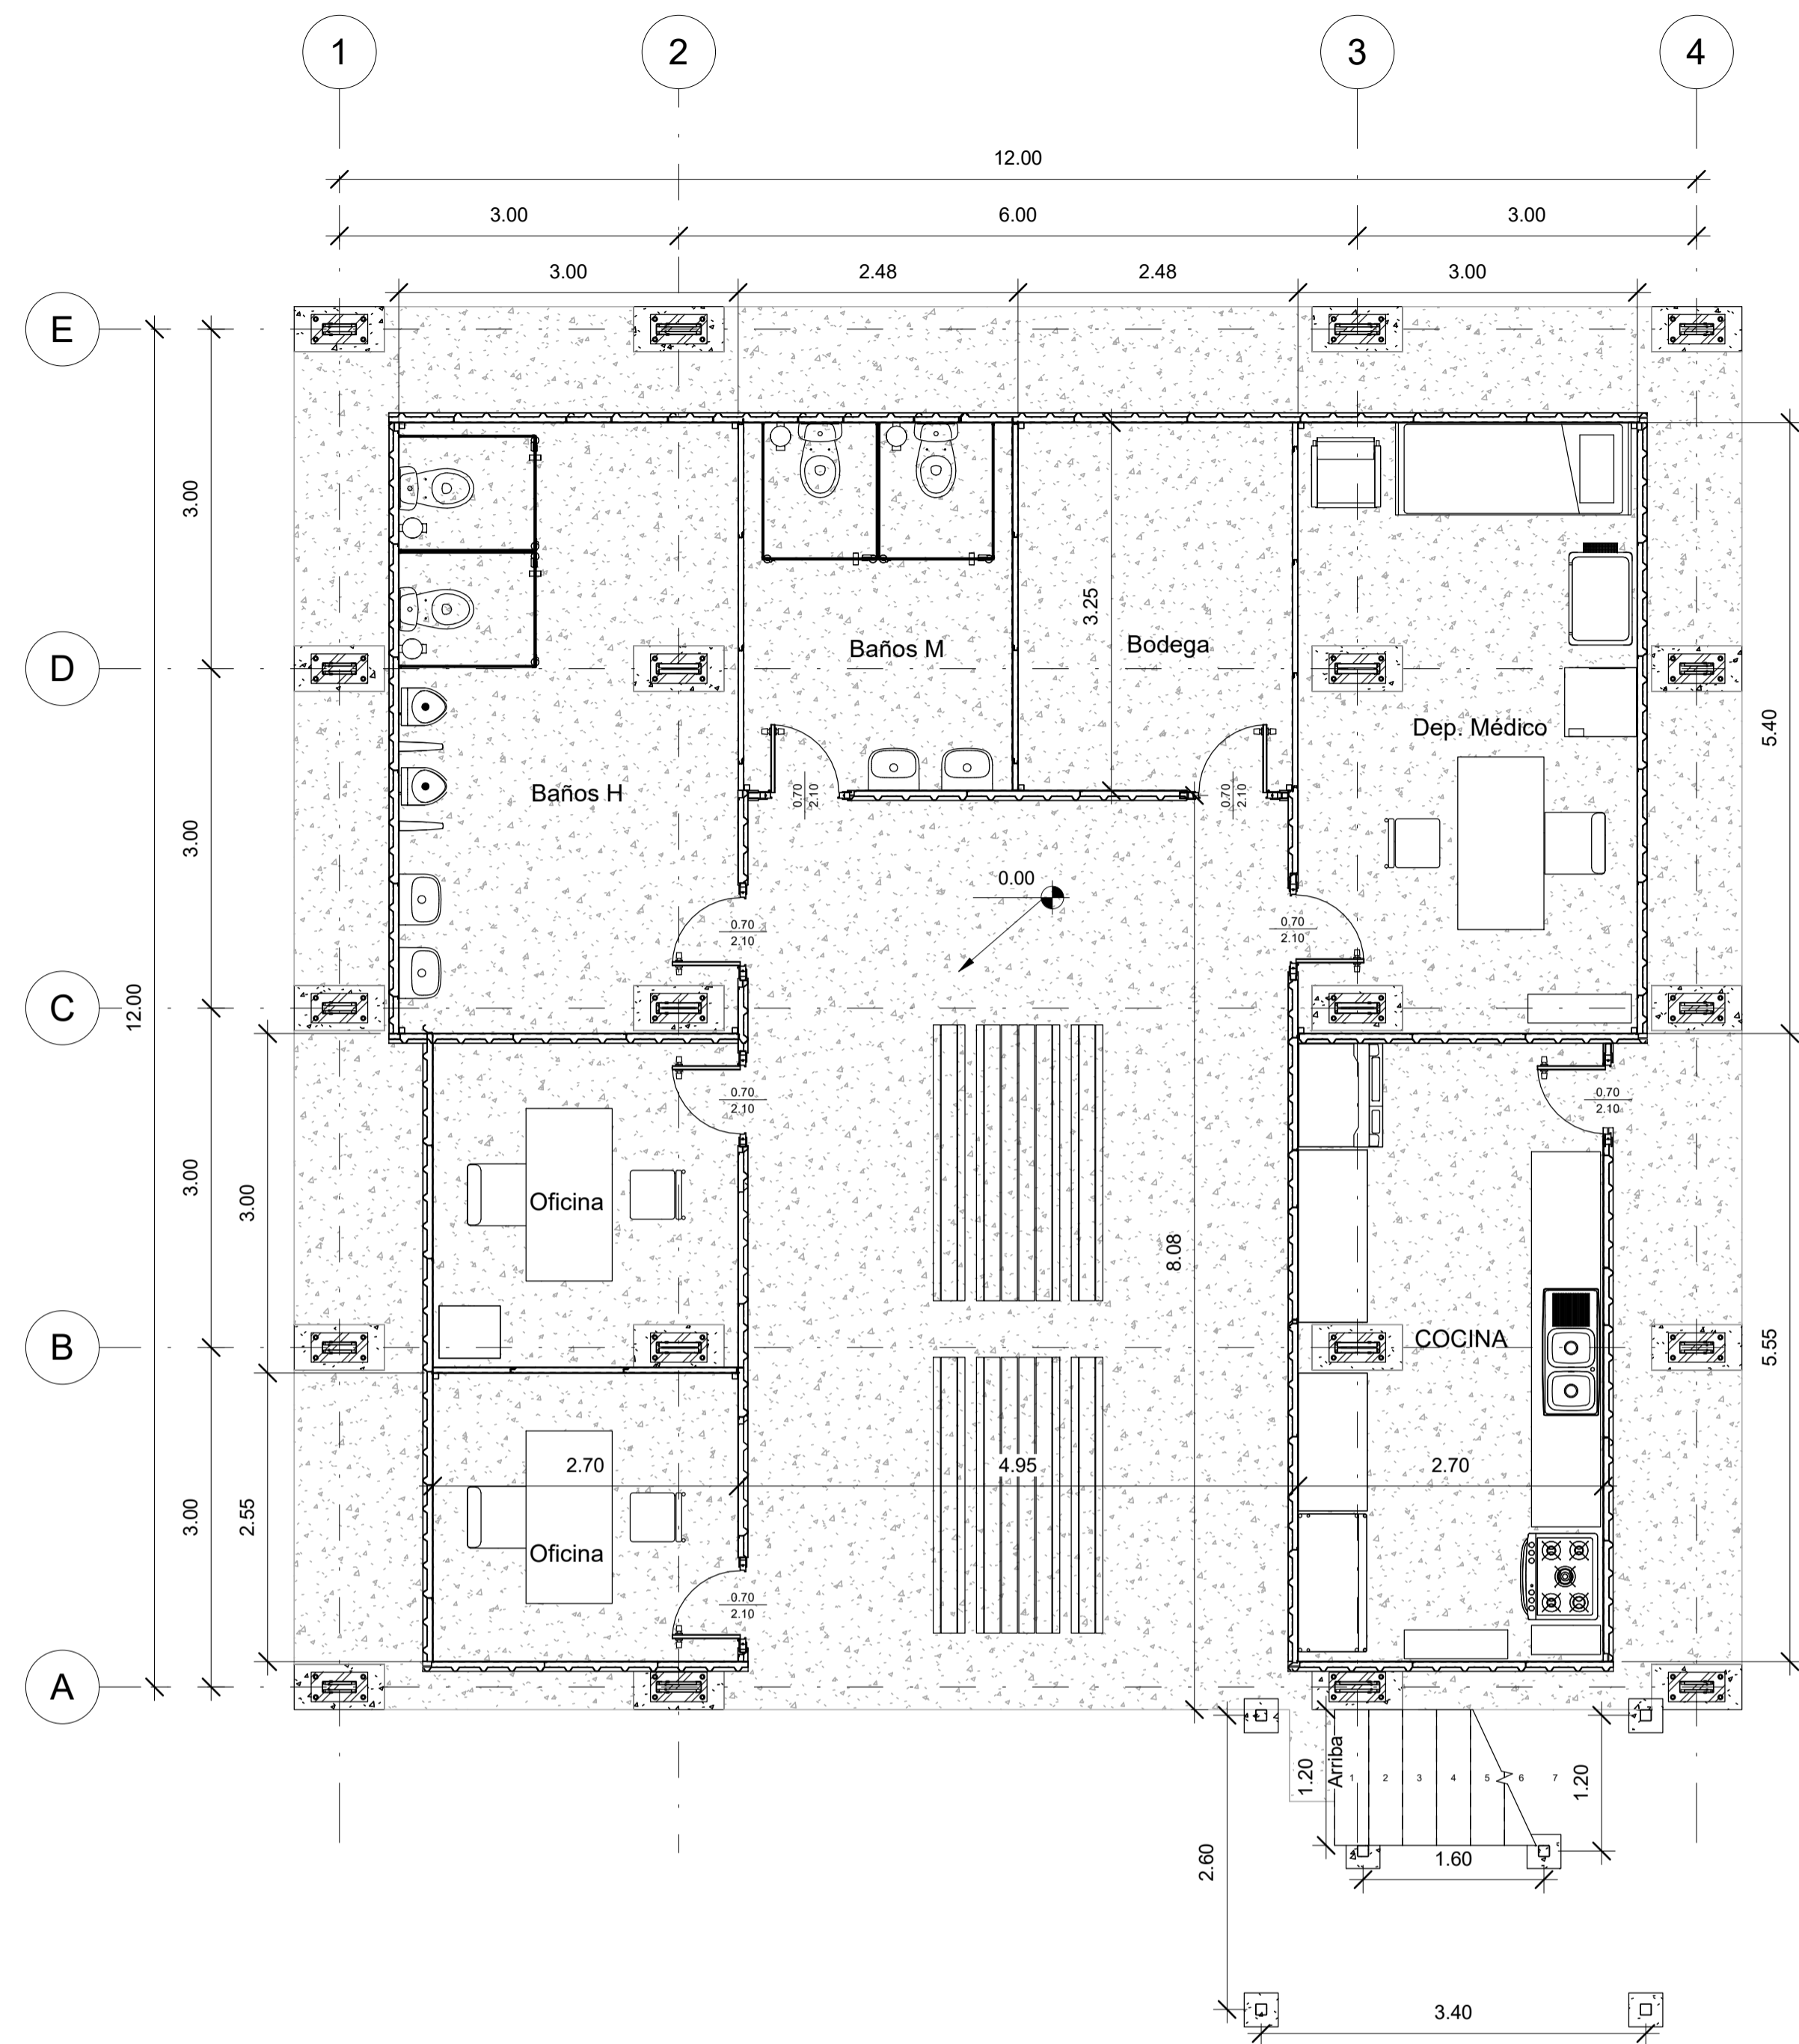 1 2 3 4
12.00
3.00 6.00 3.00
3.00 2.48 2.48 3.00
E
3.00
3.25
Baños M Bodega
D
Dep. Médico
5.40
3.00
Baños H
0.70
2.10
0.70
2.10
0.00
0.70
2.10
0.70
2.10
C
12.00
0.70
2.10
0.70
2.10
3.00
3.00
Oficina
8.08
B
COCINA
5.55
2.70 4.95 2.70
3.00
2.55
Oficina
0.70
2.10
A
1.20
Arriba
1 2 3 4 5 6 7
1.20
2.60
1.60
3.40